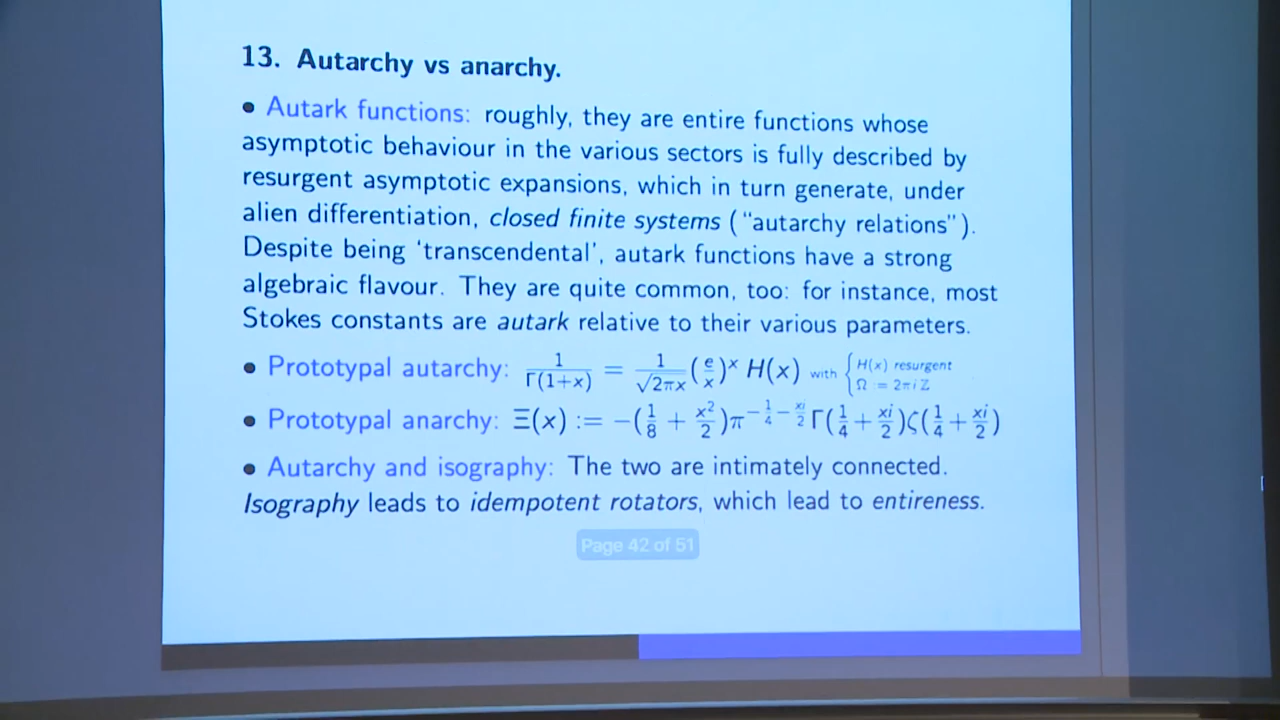 13. Autarchy vs anarchy.
• Autark functions: roughly, they are entire functions whose
asymptotic behaviour in the various sectors is fully described by
resurgent asymptotic expansions, which in turn generate, under
alien differentiation, closed finite systems ("autarchy relations").
Despite being 'transcendental', autark functions have a strong
algebraic flavour. They are quite common, too: for instance, most
Stokes constants are autark relative to their various parameters.
• Prototypal autarchy: 1/Γ(1+x) = 1/√2πx (e/x)^x H(x) with { H(x) resurgent
Ω := 2πi ℤ
• Prototypal anarchy: Ξ(x) := −(1/8 + x²/2)π^(−1/4 − xi/2) Γ(1/4 + xi/2)ζ(1/4 + xi/2)
• Autarchy and isography: The two are intimately connected.
Isography leads to idempotent rotators, which lead to entireness.
Page 42 of 51